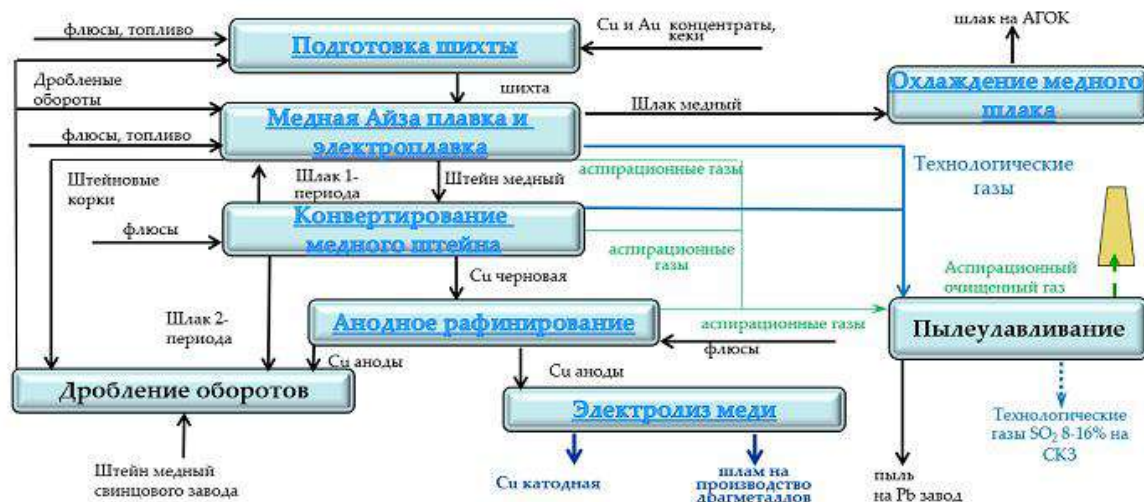 шлак на АГОК
флюсы, топливо
Cu и Au концентраты,
кеки
Подготовка шихты
Дробленые
обороты
шихта
Охлаждение медного
шлака
Шлак медный
Медная Айза плавка и
электроплавка
флюсы, топливо
Технологические
газы
аспирационные газы
Штейновые
корки
Шлак 1-
периода
Штейн медный
Конвертирование
медного штейна
флюсы
аспирационные
газы
Аспирационный
очищенный газ
Cu черновая
Шлак 2-
периода
Анодное рафинирование
аспирационные газы
флюсы
Пылеулавливание
Cu аноды
Cu аноды
Дробление оборотов
Электролиз меди
Технологические
газы SO₂ 8-16% на
СКЗ
Штейн медный
свинцового завода
Cu катодная
шлам на
производство
драгметаллов
пыль
на Pb завод